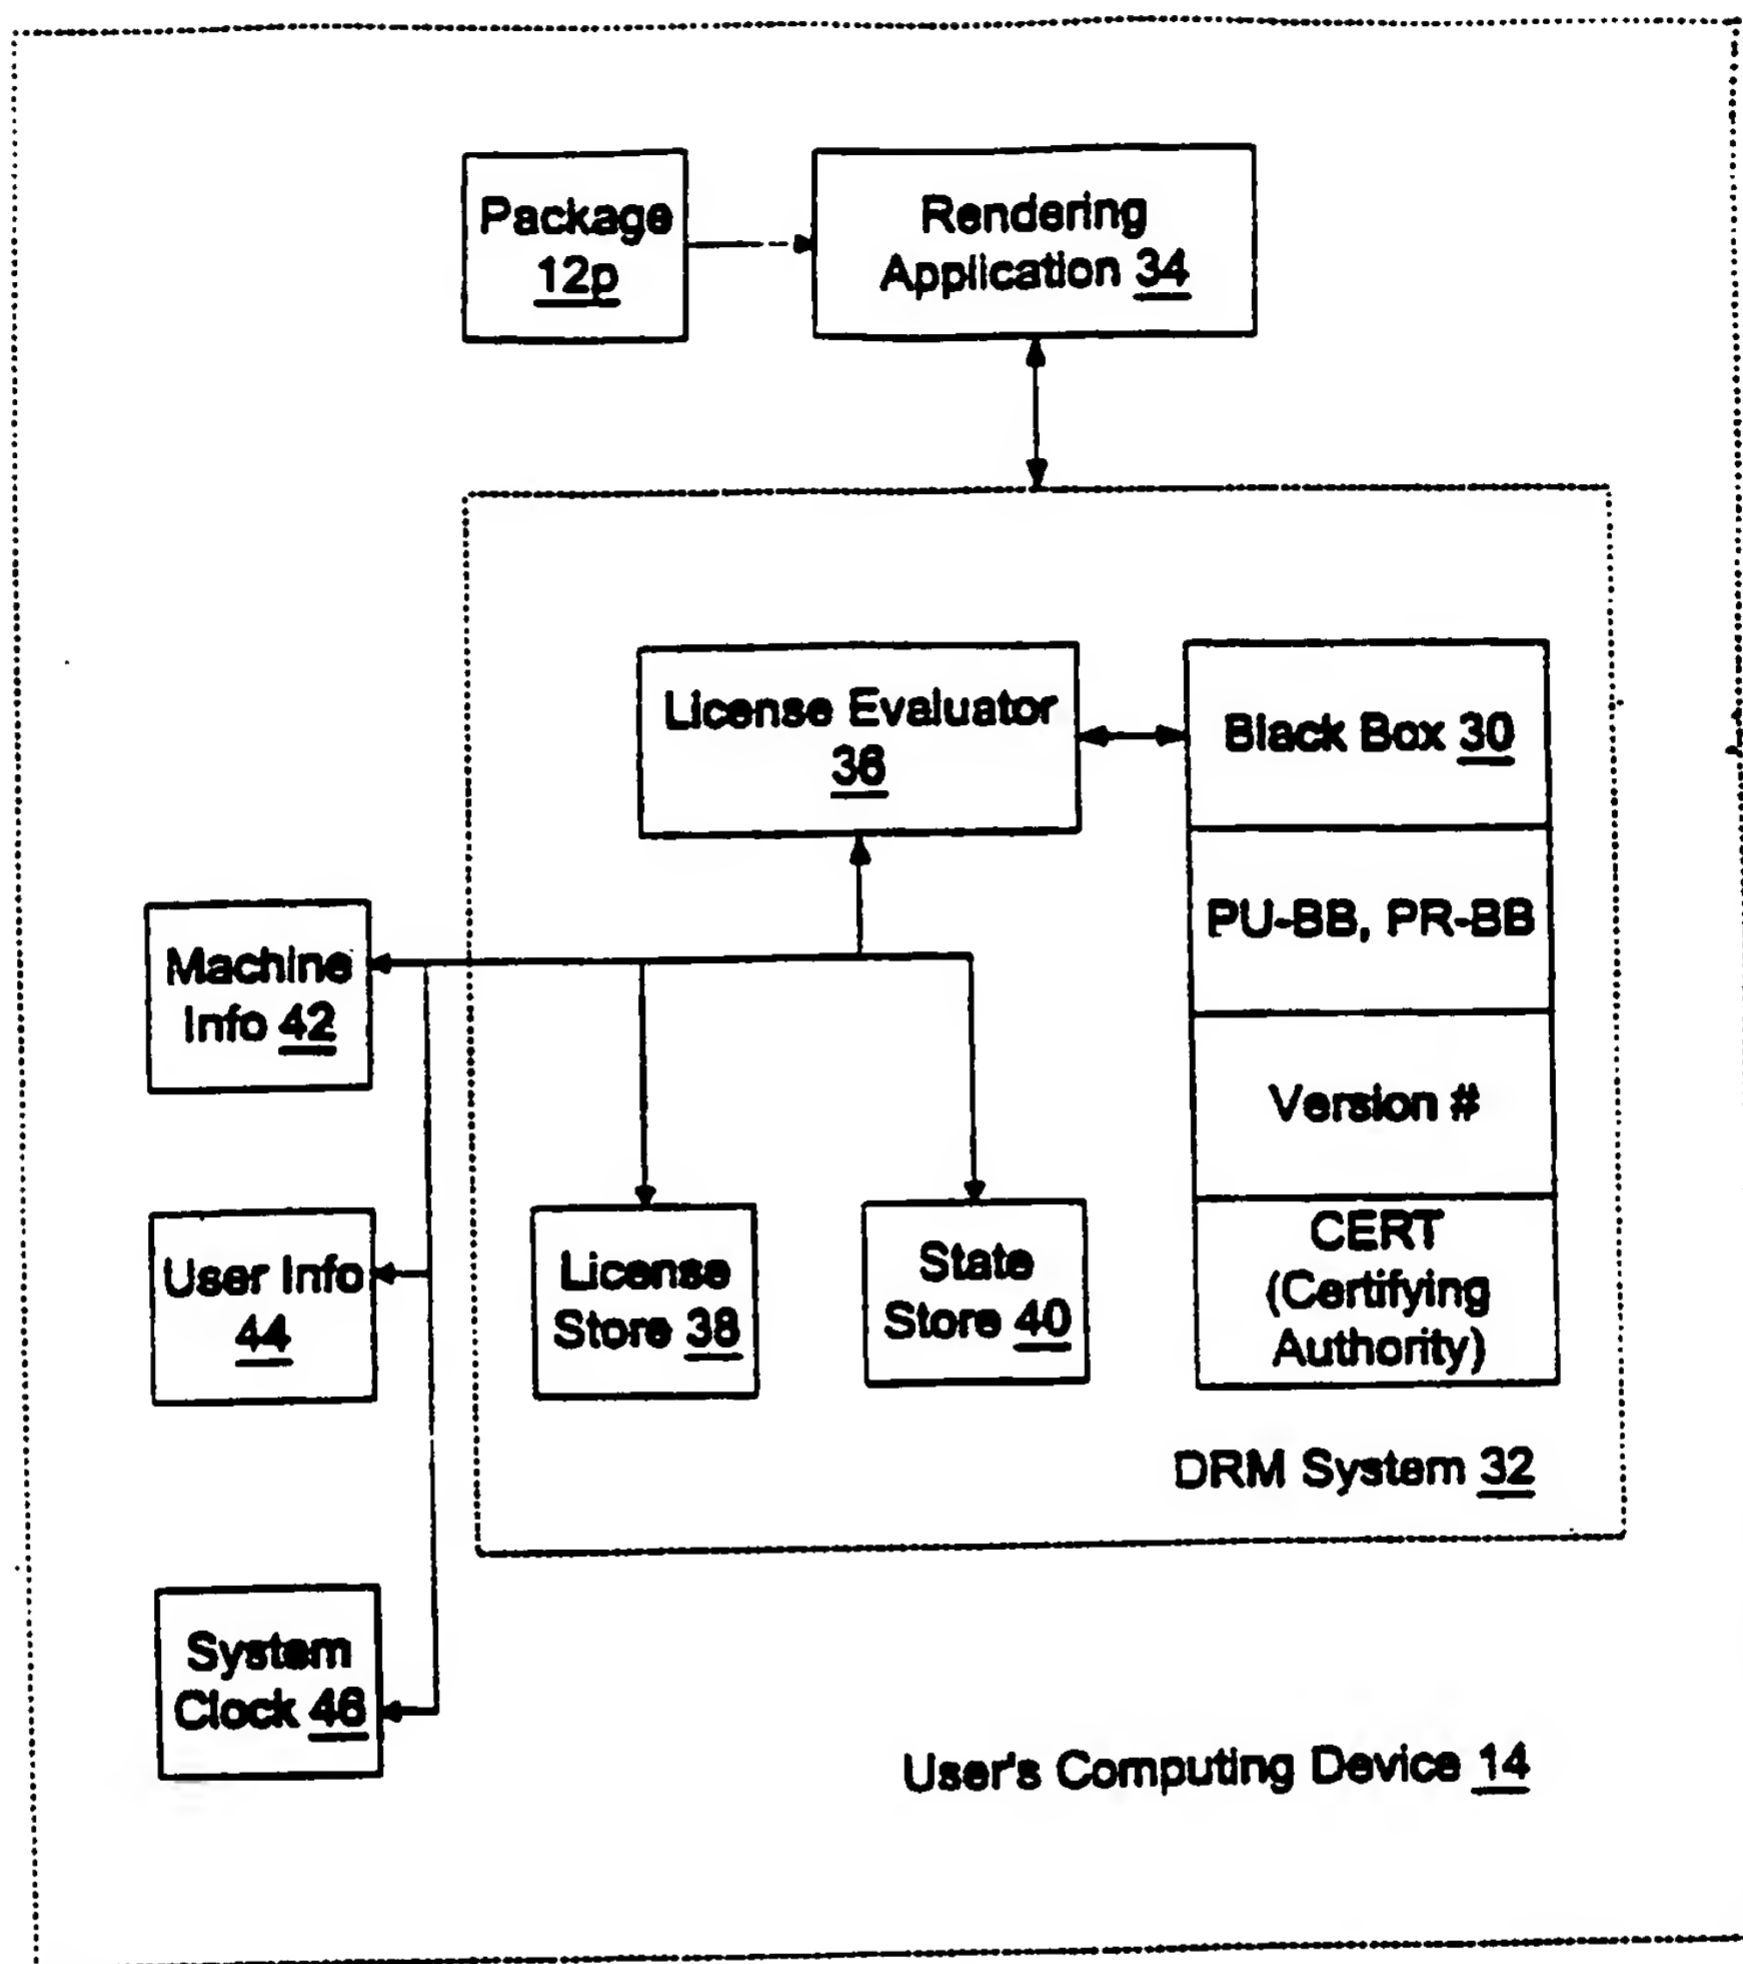 Package
12p
Rendering
Application 34
License Evaluator
36
Black Box 30
PU-BB, PR-BB
Version #
CERT
(Certifying
Authority)
Machine
Info 42
User Info
44
License
Store 38
State
Store 40
DRM System 32
System
Clock 46
User's Computing Device 14